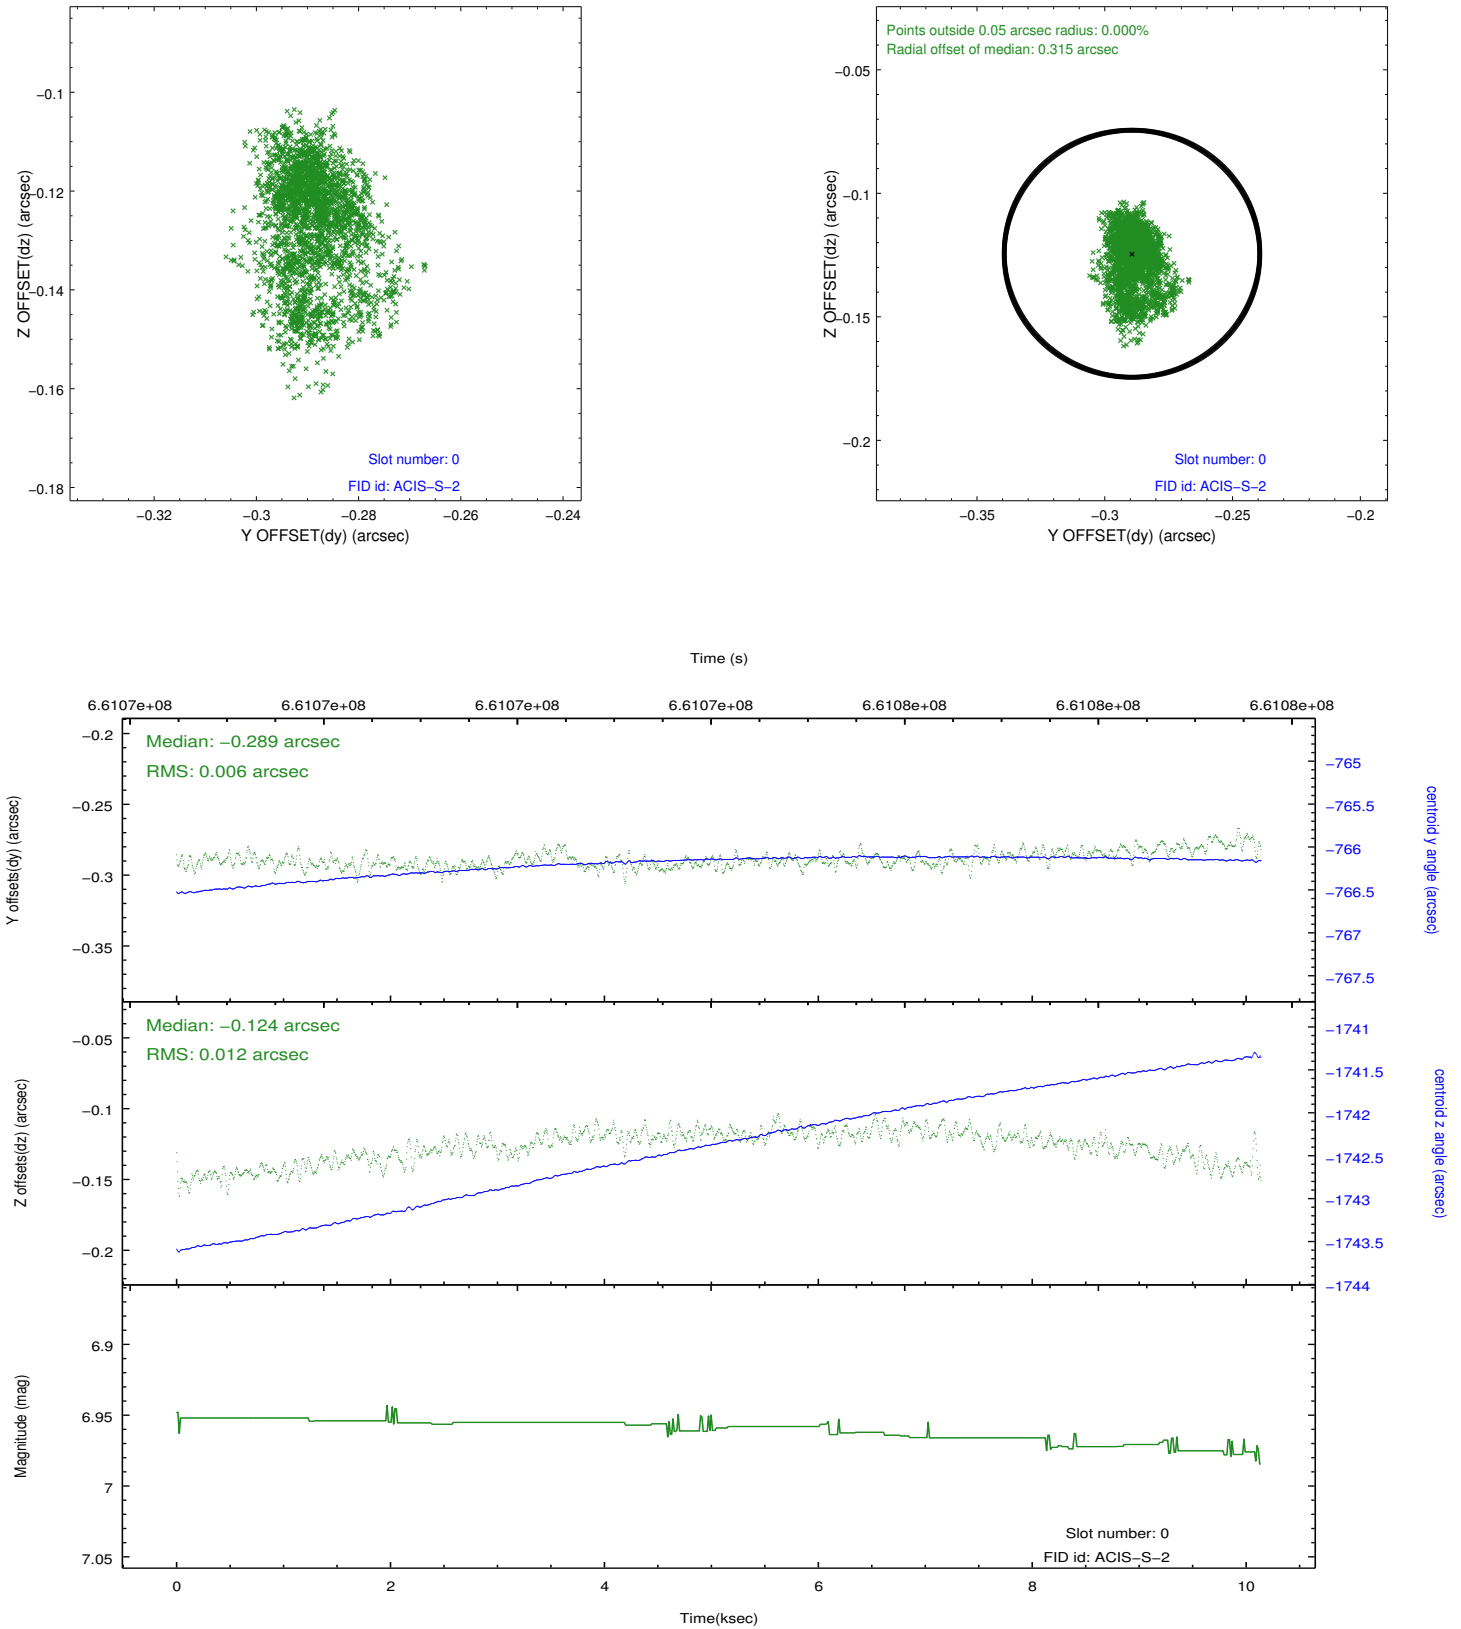 −0.1
−0.12
−0.14
−0.16
−0.18
Z OFFSET(dz) (arcsec)
Slot number: 0
FID id: ACIS−S−2
−0.32
−0.3
−0.28
−0.26
−0.24
Y OFFSET(dy) (arcsec)
Points outside 0.05 arcsec radius: 0.000%
Radial offset of median: 0.315 arcsec
−0.05
−0.1
−0.15
−0.2
Z OFFSET(dz) (arcsec)
Slot number: 0
FID id: ACIS−S−2
−0.35
−0.3
−0.25
−0.2
Y OFFSET(dy) (arcsec)
Time (s)
6.6107e+08 6.6107e+08 6.6107e+08 6.6107e+08 6.6108e+08 6.6108e+08 6.6108e+08
Median: −0.289 arcsec
RMS: 0.006 arcsec
−0.2
−0.25
−0.3
−0.35
Y offsets(dy) (arcsec)
−765
−765.5
−766
−766.5
−767
−767.5
centroid y angle (arcsec)
Median: −0.124 arcsec
RMS: 0.012 arcsec
−0.05
−0.1
−0.15
−0.2
Z offsets(dz) (arcsec)
−1741
−1741.5
−1742
−1742.5
−1743
−1743.5
−1744
centroid z angle (arcsec)
6.9
6.95
7
7.05
Magnitude (mag)
Slot number: 0
FID id: ACIS−S−2
0 2 4 6 8 10
Time(ksec)